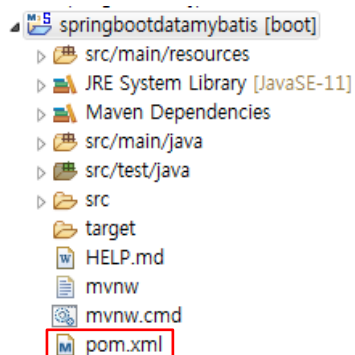 springbootdatamybatis [boot]
src/main/resources
JRE System Library [JavaSE-11]
Maven Dependencies
src/main/java
src/test/java
src
target
HELP.md
mvnw
mvnw.cmd
pom.xml